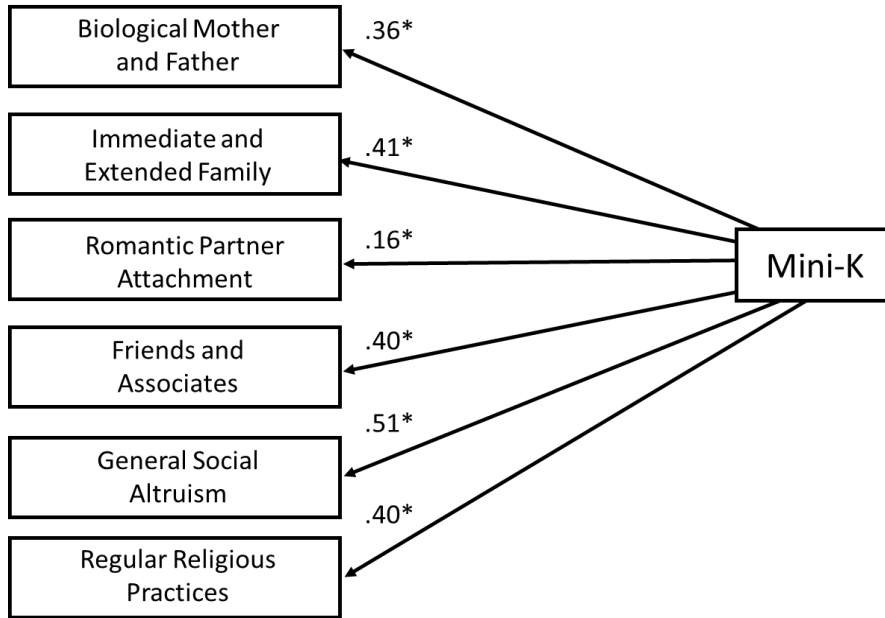 Biological Mother
and Father
.36*
Immediate and
Extended Family
.41*
Romantic Partner
Attachment
.16*
Mini-K
Friends and
Associates
.40*
General Social
Altruism
.51*
Regular Religious
Practices
.40*